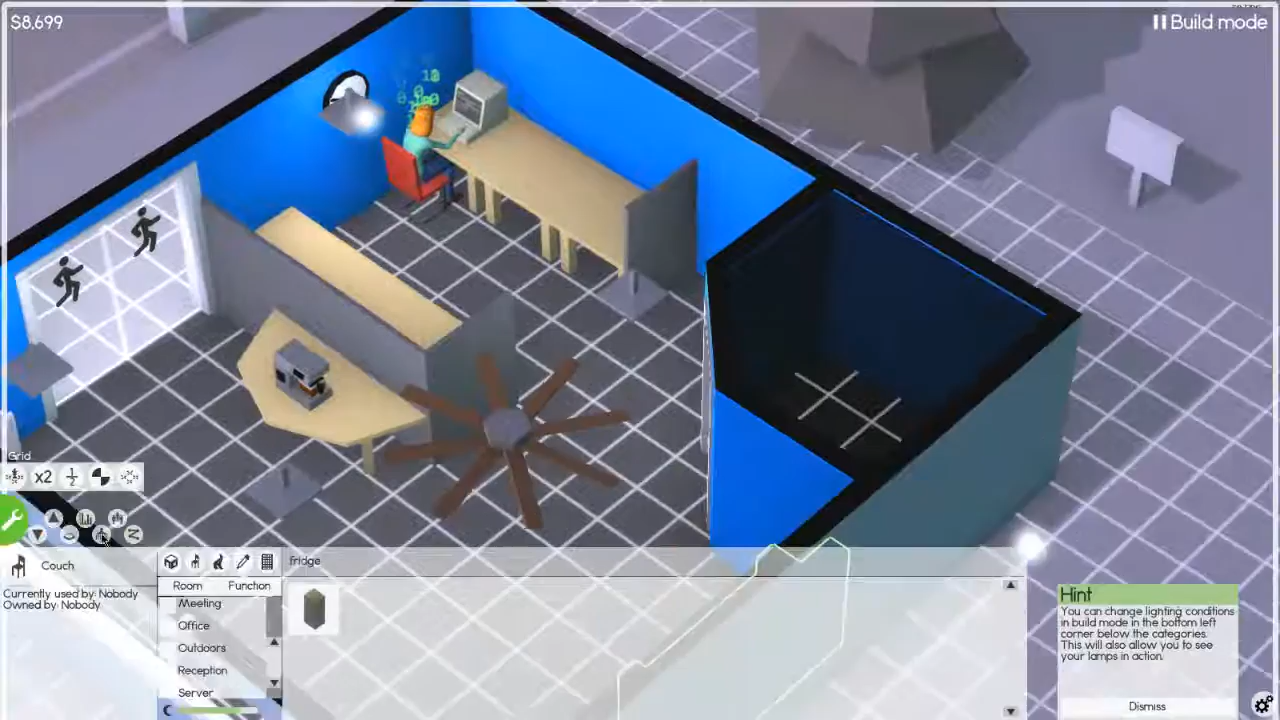 $8,699
Build mode
Grid
x2
1/2
Couch
Currently used by: Nobody
Owned by: Nobody
fridge
Room Function
Meeting
Office
Outdoors
Reception
Server
Hint
You can change lighting conditions
in build mode in the bottom left
corner below the categories.
This will also allow you to see
your lamps in action.
Dismiss